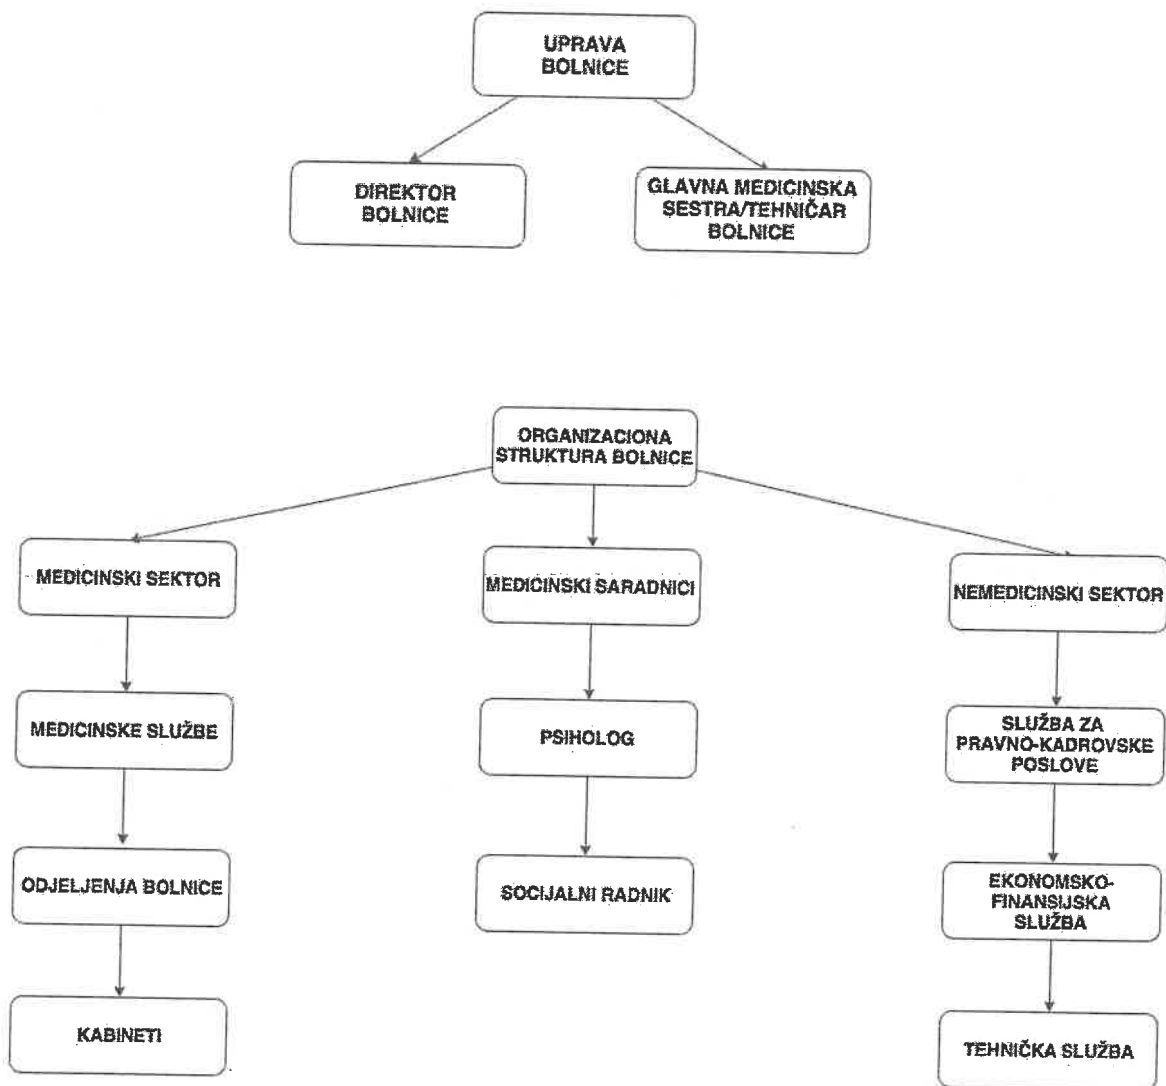 UPRAVA
BOLNICE
DIREKTOR
BOLNICE
GLAVNA MEDICINSKA
SESTRA/TEHNIČAR
BOLNICE
ORGANIZACIONA
STRUKTURA BOLNICE
MEDICINSKI SEKTOR
MEDICINSKI SARADNICI
NEMEDICINSKI SEKTOR
MEDICINSKE SLUŽBE
PSIHOLOG
SLUŽBA ZA
PRAVNO-KADROVSKE
POSLOVE
ODJELJENJA BOLNICE
SOCIJALNI RADNIK
EKONOMSKO-
FINANSIJSKA
SLUŽBA
KABINETI
TEHNIČKA SLUŽBA